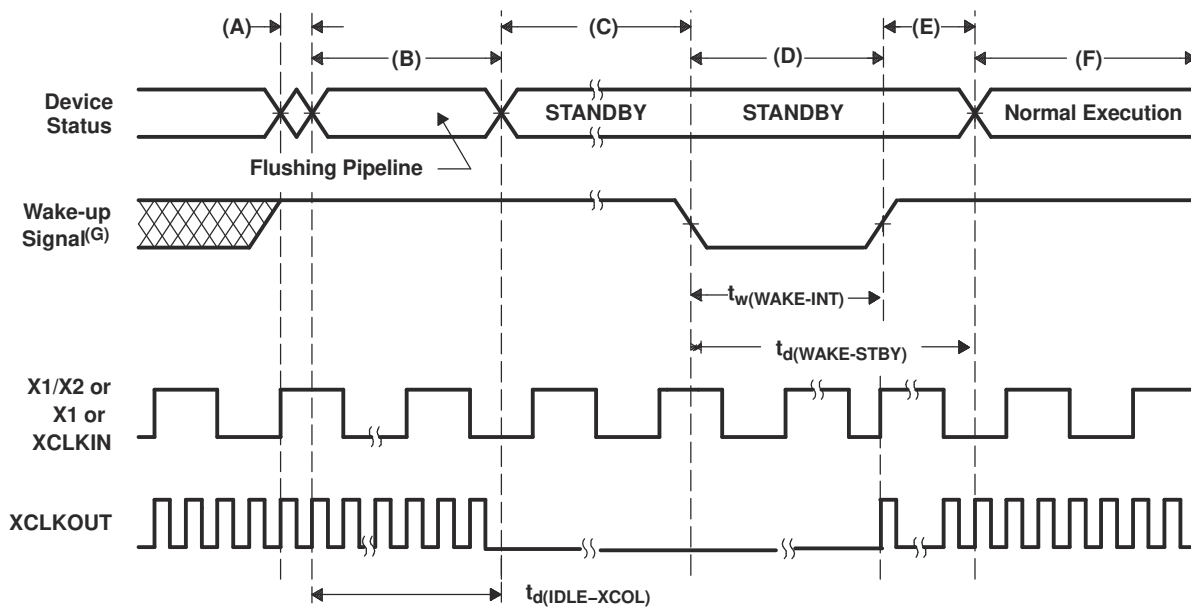 (A)
(C)
(E)
(B)
(D)
(F)
Device
Status
STANDBY
STANDBY
Normal Execution
Flushing Pipeline
Wake-up
Signal(G)
tw(WAKE-INT)
td(WAKE-STBY)
X1/X2 or
X1 or
XCLKIN
XCLKOUT
td(IDLE−XCOL)